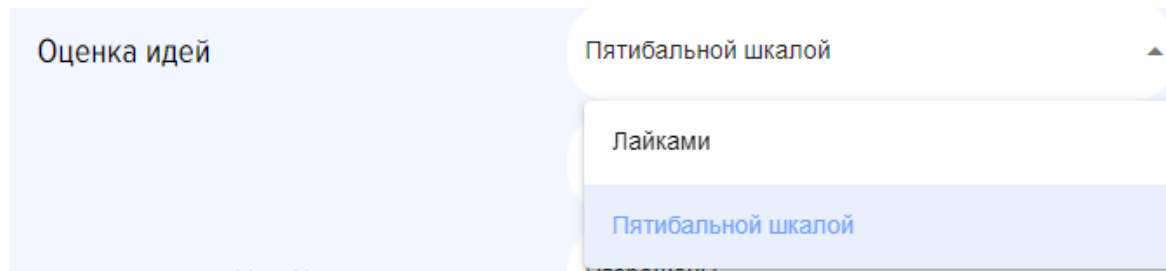 Оценка идей
Пятибальной шкалой
Лайками
Пятибальной шкалой